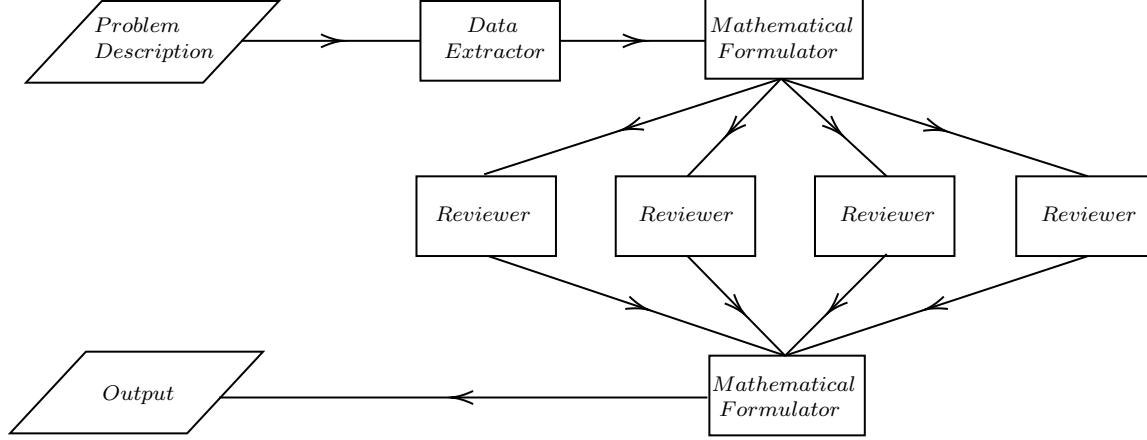 Problem
Description
Data
Extractor
Mathematical
Formulator
Reviewer
Reviewer
Reviewer
Reviewer
Output
Mathematical
Formulator